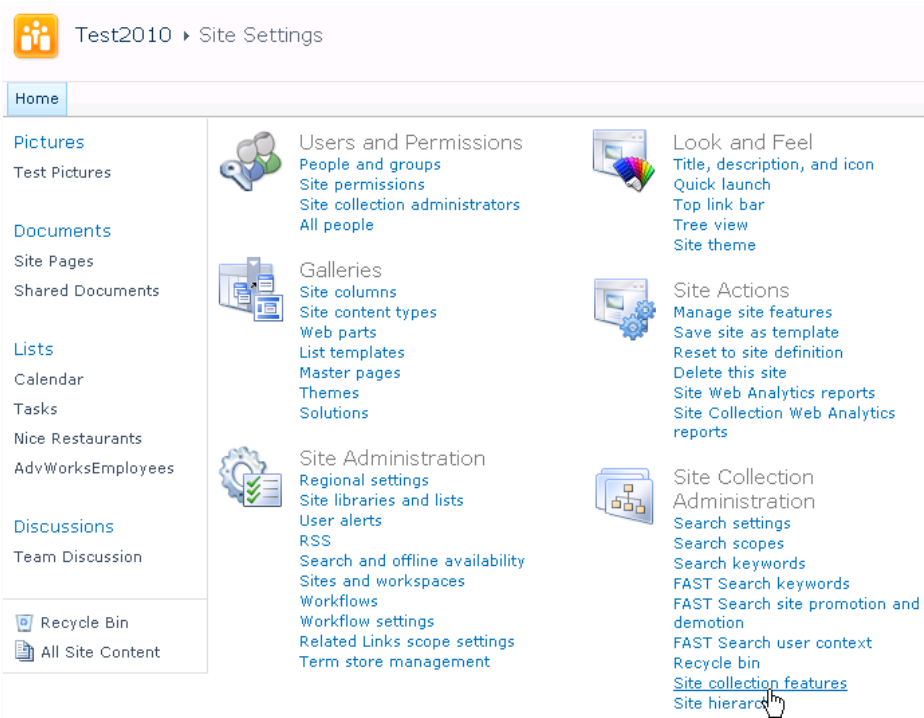 Test2010 ▸ Site Settings
Home
Pictures
Test Pictures
Documents
Site Pages
Shared Documents
Lists
Calendar
Tasks
Nice Restaurants
AdvWorksEmployees
Discussions
Team Discussion
Recycle Bin
All Site Content
Users and Permissions
People and groups
Site permissions
Site collection administrators
All people
Galleries
Site columns
Site content types
Web parts
List templates
Master pages
Themes
Solutions
Site Administration
Regional settings
Site libraries and lists
User alerts
RSS
Search and offline availability
Sites and workspaces
Workflows
Workflow settings
Related Links scope settings
Term store management
Look and Feel
Title, description, and icon
Quick launch
Top link bar
Tree view
Site theme
Site Actions
Manage site features
Save site as template
Reset to site definition
Delete this site
Site Web Analytics reports
Site Collection Web Analytics
reports
Site Collection
Administration
Search settings
Search scopes
Search keywords
FAST Search keywords
FAST Search site promotion and
demotion
FAST Search user context
Recycle bin
Site collection features
Site